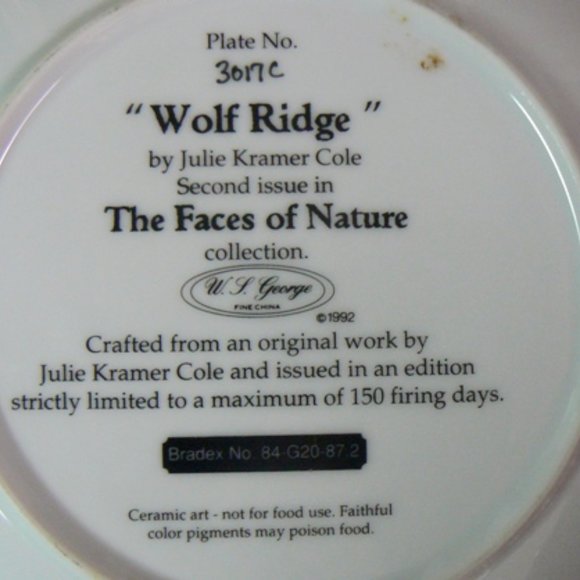 Plate No.
3017C
"Wolf Ridge"
by Julie Kramer Cole
Second issue in
The Faces of Nature
collection.
W. S. George
FINE CHINA
©1992
Crafted from an original work by
Julie Kramer Cole and issued in an edition
strictly limited to a maximum of 150 firing days.
Bradex No. 84-G20-87.2
Ceramic art - not for food use. Faithful
color pigments may poison food.